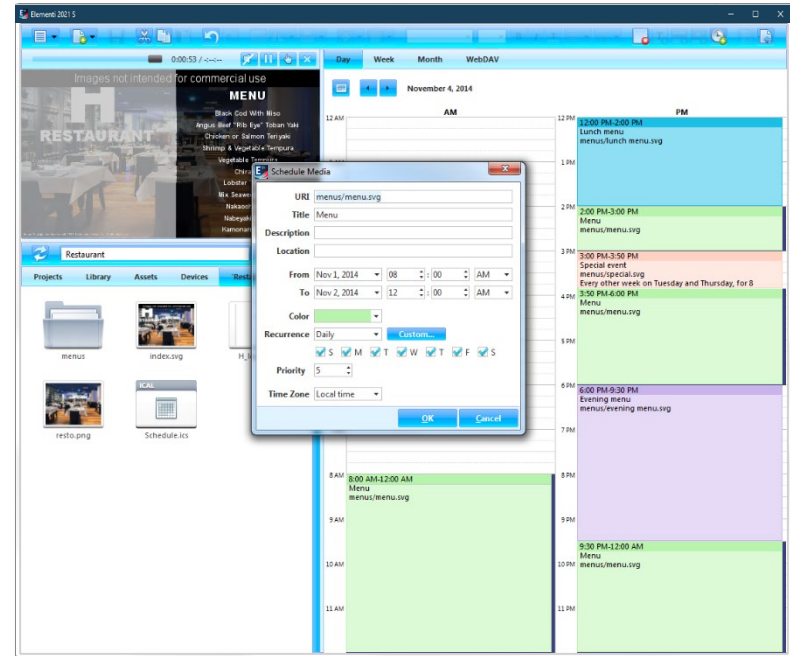 Elementi 2021 S
0:00:53 / -:--:--
Images not intended for commercial use
H
RESTAURANT
MENU
Black Cod With Miso
Angus Beef "Rib Eye" Toban Yaki
Chicken or Salmon Teriyaki
Shrimp & Vegetable Tempura
Vegetable Tempura
Chira
Lobster
Mix Seawe
Nakaoch
Nabeyaki
Kamonan
Restaurant
Projects Library Assets Devices Resta
menus
index.svg
H_lo
resto.png
ICAL
Schedule.ics
Day Week Month WebDAV
November 4, 2014
AM
PM
12 AM
8 AM
9 AM
10 AM
11 AM
8:00 AM-12:00 AM
Menu
menus/menu.svg
12 PM
1 PM
2 PM
3 PM
4 PM
5 PM
6 PM
7 PM
8 PM
9 PM
10 PM
11 PM
12:00 PM-2:00 PM
Lunch menu
menus/lunch menu.svg
2:00 PM-3:00 PM
Menu
menus/menu.svg
3:00 PM-3:50 PM
Special event
menus/special.svg
Every other week on Tuesday and Thursday, for 8
3:50 PM-6:00 PM
Menu
menus/menu.svg
6:00 PM-9:30 PM
Evening menu
menus/evening menu.svg
9:30 PM-12:00 AM
Menu
menus/menu.svg
Schedule Media
URI menus/menu.svg
Title Menu
Description
Location
From Nov 1, 2014 08 : 00 AM
To Nov 2, 2014 12 : 00 AM
Color
Recurrence Daily Custom...
S M T W T F S
Priority 5
Time Zone Local time
OK Cancel